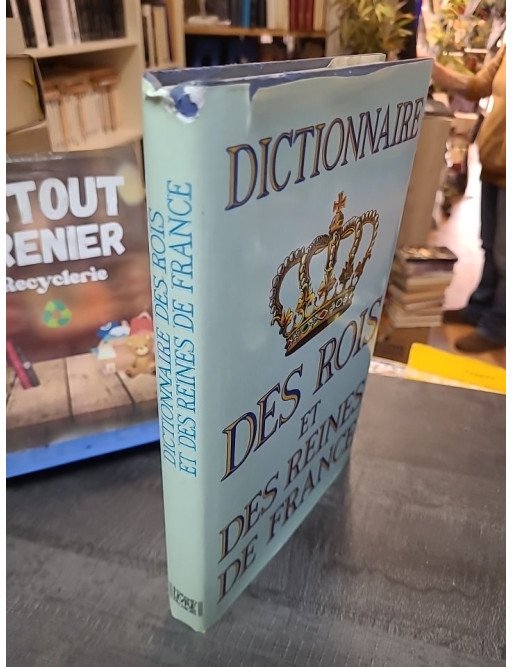 TOUT
RENIER
Recyclerie
DICTIONNAIRE DES ROIS
ET DES REINES DE FRANCE
DICTIONNAIRE
DES ROIS
ET
DES REINES
DE FRANCE